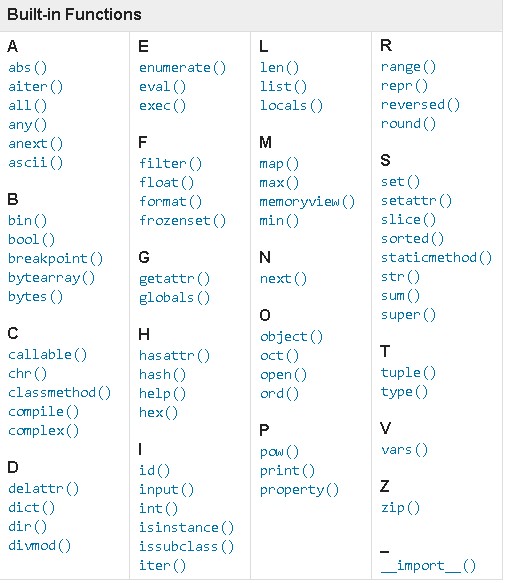 Built-in Functions
A
abs()
aiter()
all()
any()
anext()
ascii()
B
bin()
bool()
breakpoint()
bytearray()
bytes()
C
callable()
chr()
classmethod()
compile()
complex()
D
delattr()
dict()
dir()
divmod()
E
enumerate()
eval()
exec()
F
filter()
float()
format()
frozenset()
G
getattr()
globals()
H
hasattr()
hash()
help()
hex()
I
id()
input()
int()
isinstance()
issubclass()
iter()
L
len()
list()
locals()
M
map()
max()
memoryview()
min()
N
next()
O
object()
oct()
open()
ord()
P
pow()
print()
property()
R
range()
repr()
reversed()
round()
S
set()
setattr()
slice()
sorted()
staticmethod()
str()
sum()
super()
T
tuple()
type()
V
vars()
Z
zip()
_
__import__()